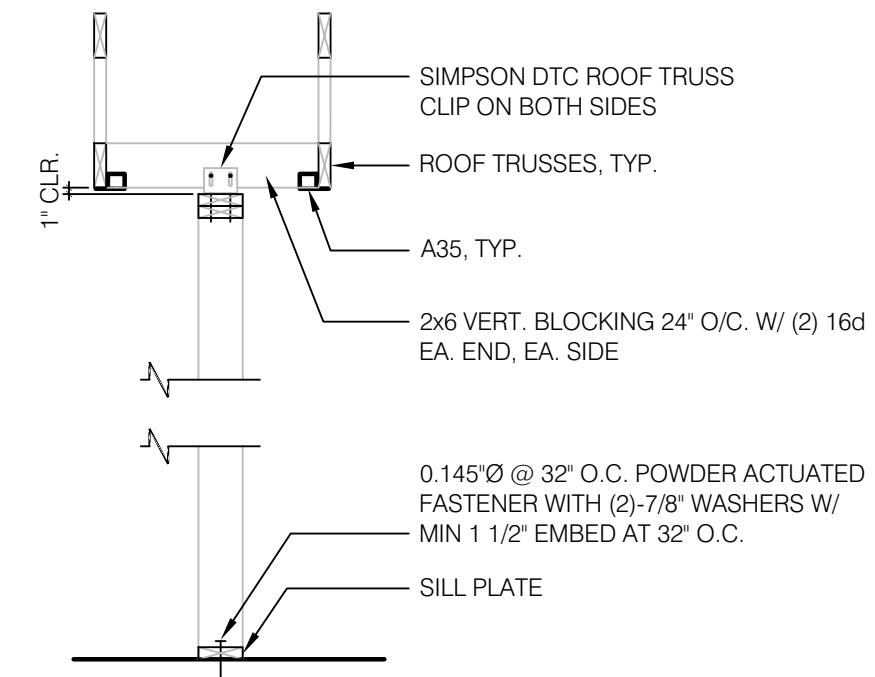 SIMPSON DTC ROOF TRUSS
CLIP ON BOTH SIDES
ROOF TRUSSES, TYP.
1" CLR.
A35, TYP.
2x6 VERT. BLOCKING 24" O/C. W/ (2) 16d
EA. END, EA. SIDE
0.145"Ø @ 32" O.C. POWDER ACTUATED
FASTENER WITH (2)-7/8" WASHERS W/
MIN 1 1/2" EMBED AT 32" O.C.
SILL PLATE